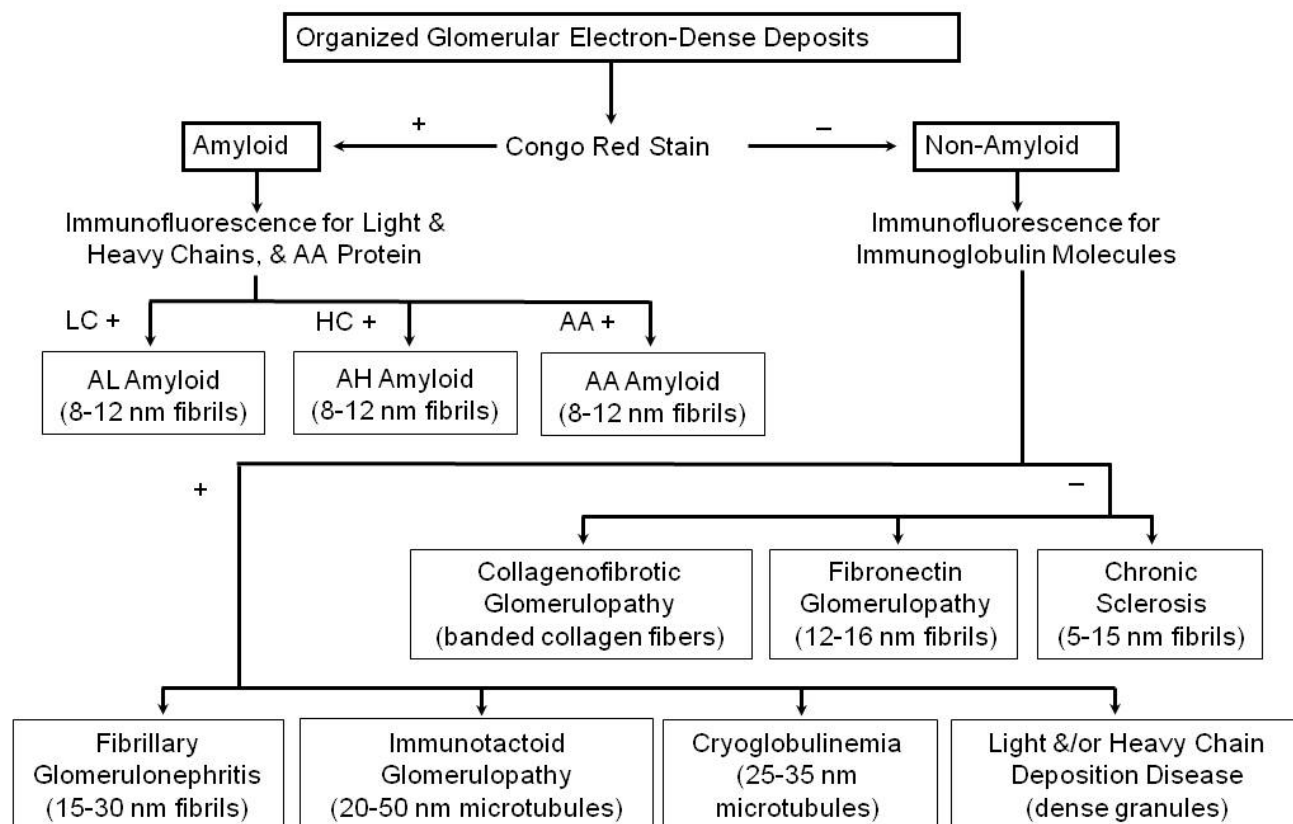 Organized Glomerular Electron-Dense Deposits
+
–
Amyloid
Congo Red Stain
Non-Amyloid
Immunofluorescence for Light &
Heavy Chains, & AA Protein
Immunofluorescence for
Immunoglobulin Molecules
LC +
HC +
AA +
AL Amyloid
(8-12 nm fibrils)
AH Amyloid
(8-12 nm fibrils)
AA Amyloid
(8-12 nm fibrils)
+
–
Collagenofibrotic
Glomerulopathy
(banded collagen fibers)
Fibronectin
Glomerulopathy
(12-16 nm fibrils)
Chronic
Sclerosis
(5-15 nm fibrils)
Fibrillary
Glomerulonephritis
(15-30 nm fibrils)
Immunotactoid
Glomerulopathy
(20-50 nm microtubules)
Cryoglobulinemia
(25-35 nm
microtubules)
Light &/or Heavy Chain
Deposition Disease
(dense granules)